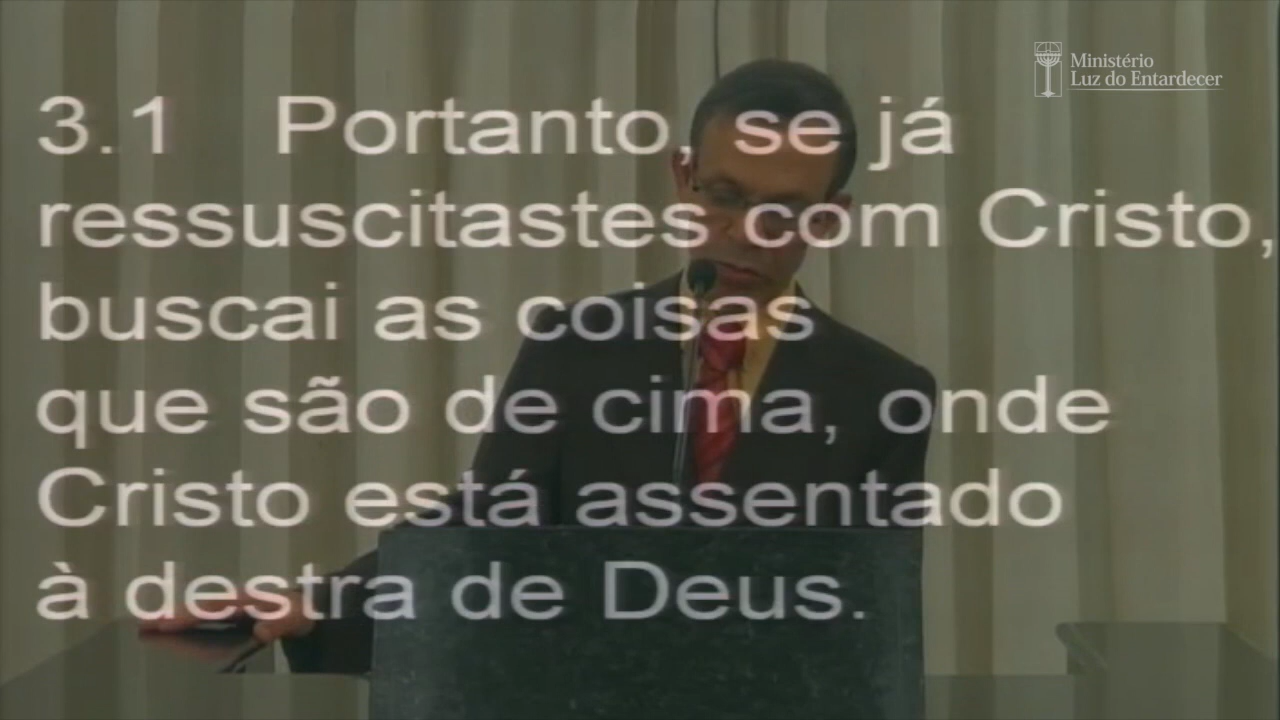 Ministério
Luz do Entardecer
3.1 Portanto, se já
ressuscitastes com Cristo,
buscai as coisas
que são de cima, onde
Cristo está assentado
à destra de Deus.